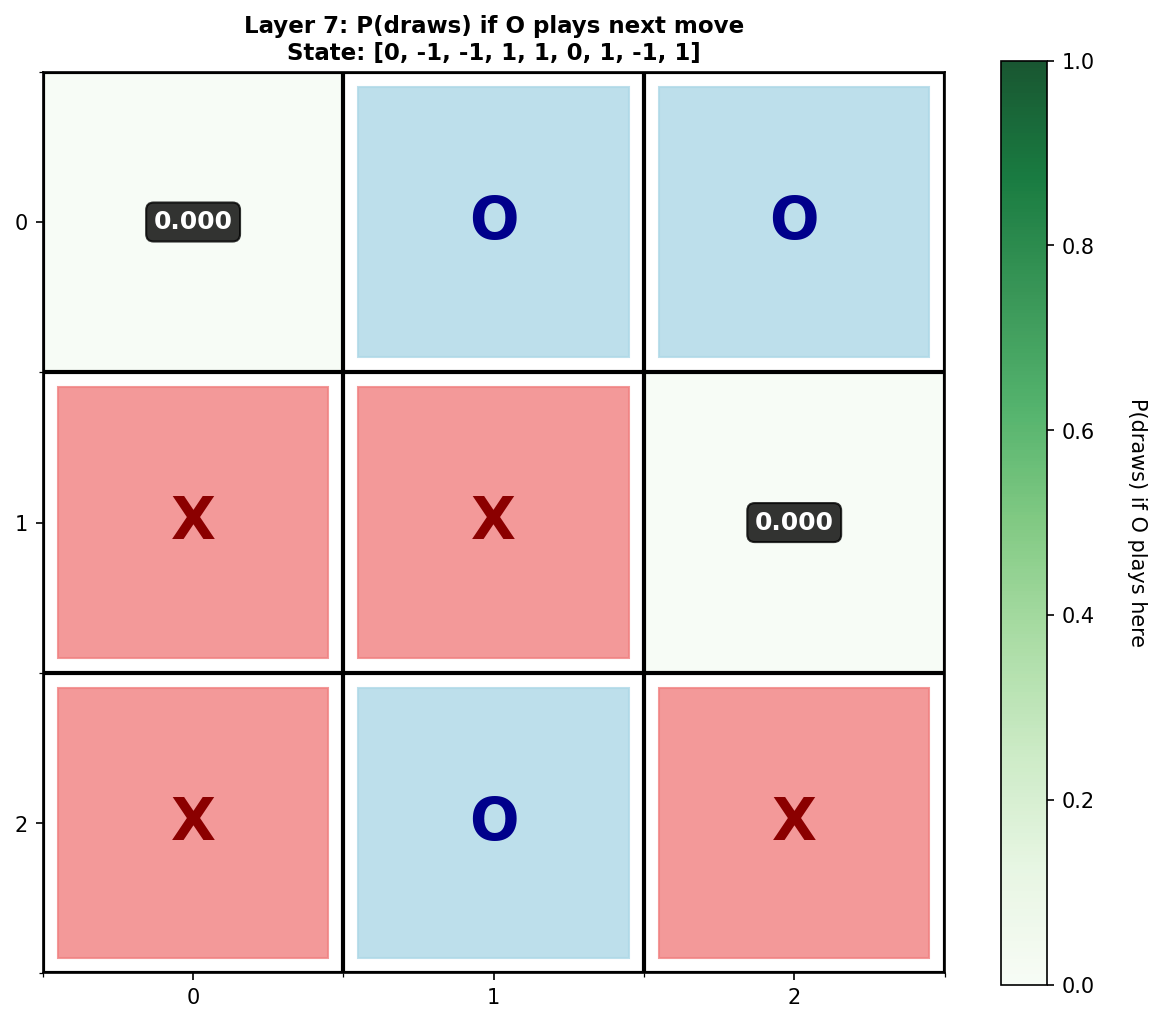 Layer 7: P(draws) if O plays next move
State: [0, -1, -1, 1, 1, 0, 1, -1, 1]
0
0.000
O
O
1
X
X
0.000
2
X
O
X
0
1
2
1.0
0.8
0.6
0.4
0.2
0.0
P(draws) if O plays here